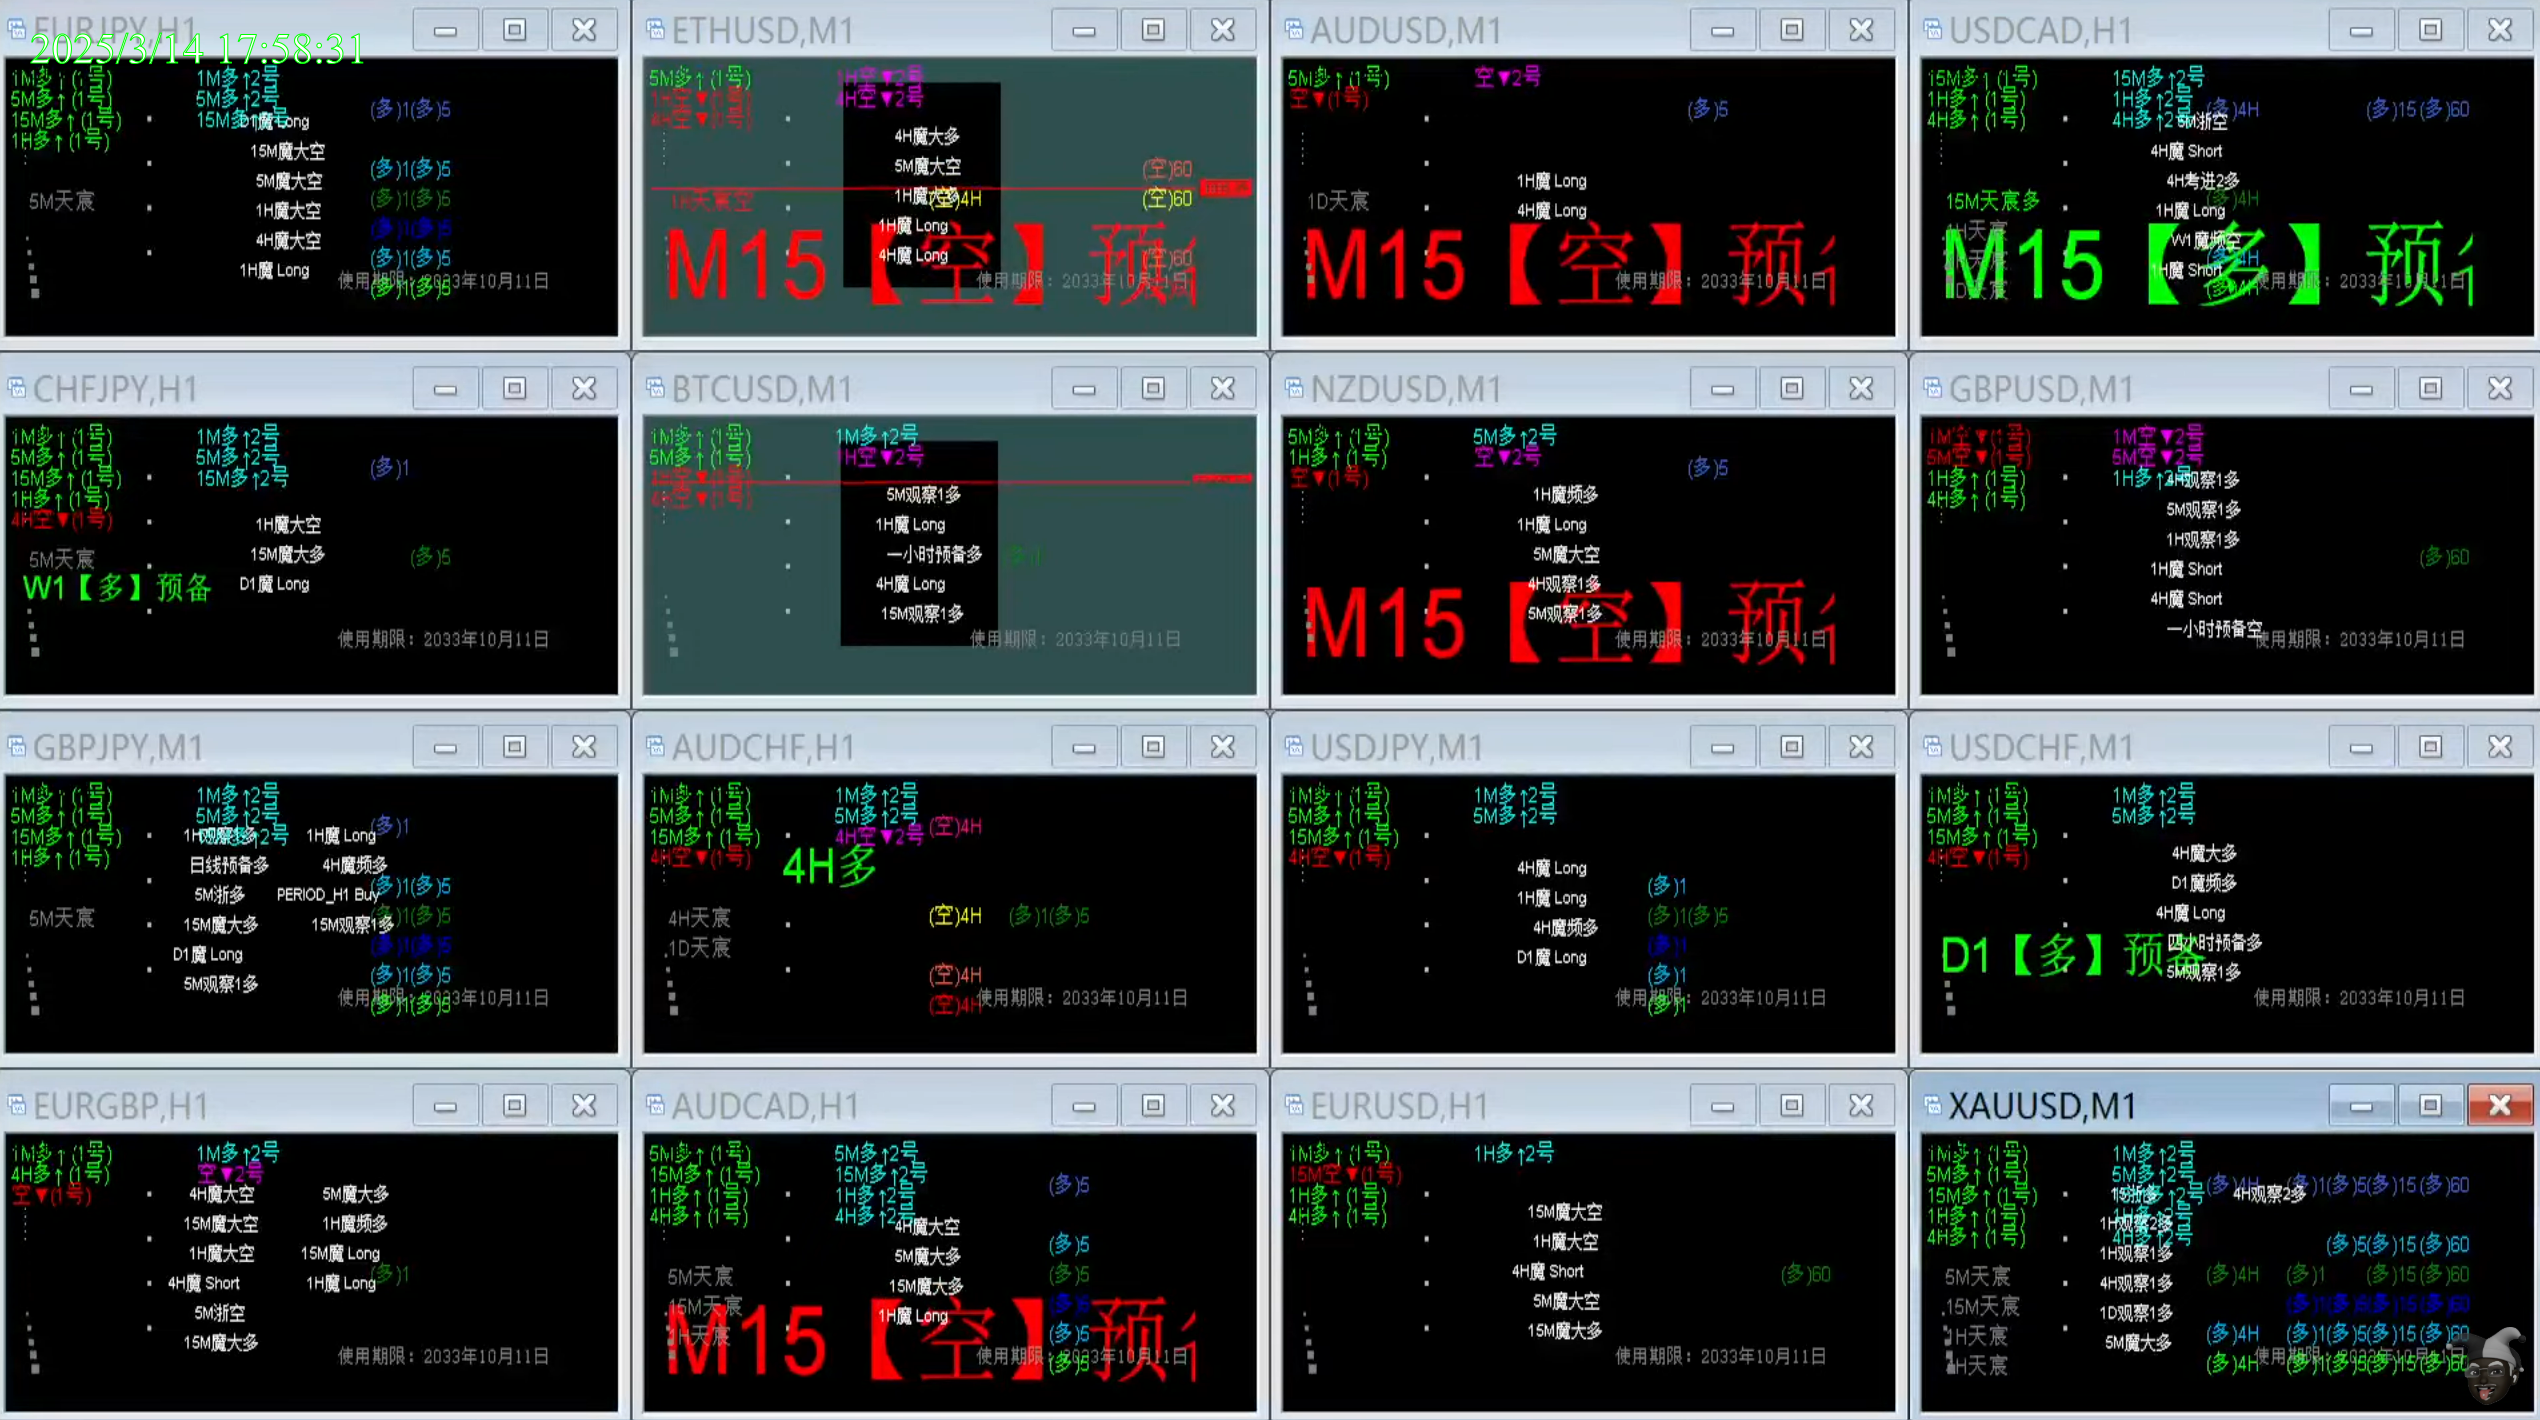 EURJPY,H1
2025/3/14 17:58:31
1M多↑(1号)
5M多↑(1号)
15M多↑(1号)
1H多↑(1号)
1M多↑2号
5M多↑2号
15M多↑2号
D1魔 Long
15M魔大空
5M魔大空
1H魔大空
4H魔大空
1H魔 Long
(多)1(多)5
(多)1(多)5
(多)1(多)5
(多)1(多)5
(多)1(多)5
(多)1(多)5
5M天宸
使用期限：2033年10月11日
ETHUSD,M1
5M多↑(1号)
1H空▼(1号)
4H空▼(1号)
1H空▼2号
4H空▼2号
4H魔大多
5M魔大空
1H魔大多
1H魔 Long
4H魔 Long
(空)60
(空)4H
(空)60
(空)60
M15【空】预
使用期限：2033年10月11日
AUDUSD,M1
5M多↑(1号)
空▼(1号)
空▼2号
(多)5
1H魔 Long
4H魔 Long
1D天宸
M15【空】预
使用期限：2033年10月11日
USDCAD,H1
15M多↑(1号)
1H多↑(1号)
4H多↑(1号)
15M多↑2号
1H多↑2号
4H多↑2号
(多)4H
(多)15(多)60
5M浙空
4H魔 Short
4H考进2多
1H魔 Long
W1魔频空
1H魔 Short
(多)4H
(多)4H
15M天宸多
1H天宸
M15【多】预
使用期限：2033年10月11日
CHFJPY,H1
1M多↑(1号)
5M多↑(1号)
15M多↑(1号)
1H多↑(1号)
4H空▼(1号)
1M多↑2号
5M多↑2号
15M多↑2号
(多)1
1H魔大空
15M魔大多
D1魔 Long
(多)5
5M天宸
W1【多】预备
使用期限：2033年10月11日
BTCUSD,M1
1M多↑(1号)
5M多↑(1号)
1H空▼(1号)
4H空▼(1号)
1M多↑2号
1H空▼2号
5M观察1多
1H魔 Long
一小时预备多
4H魔 Long
15M观察1多
(多)1
使用期限：2033年10月11日
NZDUSD,M1
5M多↑(1号)
1H多↑(1号)
空▼(1号)
5M多↑2号
空▼2号
(多)5
1H魔频多
1H魔 Long
5M魔大空
4H观察1多
5M观察1多
M15【空】预
使用期限：2033年10月11日
GBPUSD,M1
1M空▼(1号)
5M空▼(1号)
1H多↑(1号)
4H多↑(1号)
1M空▼2号
5M空▼2号
1H多↑2号
4H观察1多
5M观察1多
1H观察1多
1H魔 Short
4H魔 Short
一小时预备空
(多)60
使用期限：2033年10月11日
GBPJPY,M1
1M多↑(1号)
5M多↑(1号)
15M多↑(1号)
1H多↑(1号)
1M多↑2号
5M多↑2号
15M多↑2号
1H观察1多
1H魔 Long
日线预备多
4H魔频多
5M浙多
PERIOD_H1 Buy
15M魔大多
15M观察1多
D1魔 Long
5M观察1多
(多)1
(多)1(多)5
(多)1(多)5
(多)1(多)5
(多)1(多)5
(多)1(多)5
5M天宸
使用期限：2033年10月11日
AUDCHF,H1
1M多↑(1号)
5M多↑(1号)
15M多↑(1号)
4H空▼(1号)
1M多↑2号
5M多↑2号
4H空▼2号
(空)4H
4H多
(空)4H
(多)1(多)5
4H天宸
1D天宸
(空)4H
(空)4H
使用期限：2033年10月11日
USDJPY,M1
1M多↑(1号)
5M多↑(1号)
15M多↑(1号)
4H空▼(1号)
1M多↑2号
5M多↑2号
4H魔 Long
1H魔 Long
4H魔频多
D1魔 Long
(多)1
(多)1(多)5
(多)1
(多)1
(多)1
使用期限：2033年10月11日
USDCHF,M1
1M多↑(1号)
5M多↑(1号)
15M多↑(1号)
4H空▼(1号)
1M多↑2号
5M多↑2号
4H魔大多
D1魔频多
4H魔 Long
四小时预备多
5M观察1多
D1【多】预备
使用期限：2033年10月11日
EURGBP,H1
1M多↑(1号)
4H多↑(1号)
空▼(1号)
1M多↑2号
空▼2号
4H魔大空
5M魔大多
15M魔大空
1H魔频多
1H魔大空
15M魔 Long
4H魔 Short
1H魔 Long
5M浙空
15M魔大多
(多)1
使用期限：2033年10月11日
AUDCAD,H1
5M多↑(1号)
15M多↑(1号)
1H多↑(1号)
4H多↑(1号)
5M多↑2号
15M多↑2号
1H多↑2号
4H多↑2号
4H魔大空
5M魔大多
15M魔大多
1H魔 Long
(多)5
(多)5
(多)5
(多)5
(多)5
5M天宸
15M天宸
1H天宸
M15【空】预
使用期限：2033年10月11日
EURUSD,H1
1M多↑(1号)
15M空▼(1号)
1H多↑(1号)
4H多↑(1号)
1H多↑2号
15M魔大空
1H魔大空
4H魔 Short
5M魔大空
15M魔大多
(多)60
使用期限：2033年10月11日
XAUUSD,M1
1M多↑(1号)
5M多↑(1号)
15M多↑(1号)
1H多↑(1号)
4H多↑(1号)
1M多↑2号
5M多↑2号
15M多↑2号
1H多↑2号
4H多↑2号
4H观察2多
1H观察2多
1H观察1多
4H观察1多
1D观察1多
5M魔大多
(多)4H (多)1(多)5(多)15(多)60
(多)5(多)15(多)60
(多)4H (多)1 (多)15(多)60
(多)1(多)5(多)15(多)60
(多)4H (多)1(多)5(多)15(多)60
(多)4H (多)1(多)5(多)15(多)60
5M天宸
15M天宸
1H天宸
4H天宸
使用期限：2033年10月11日